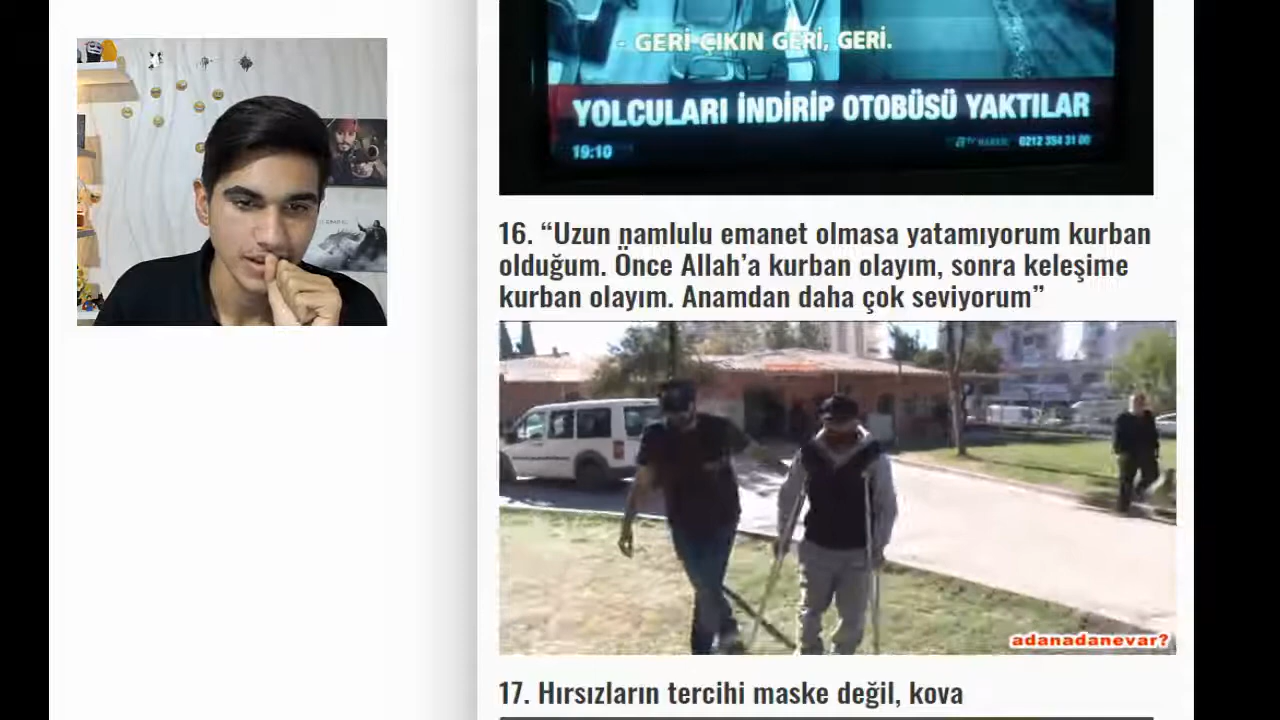 - GERİ ÇIKIN GERİ, GERİ.
YOLCULARI İNDİRİP OTOBÜSÜ YAKTILAR
19:10 atv HABER: 0212 354 31 00
16. “Uzun namlulu emanet olmasa yatamıyorum kurban
olduğum. Önce Allah’a kurban olayım, sonra keleşime
kurban olayım. Anamdan daha çok seviyorum”
adanadanevar?
17. Hırsızların tercihi maske değil, kova